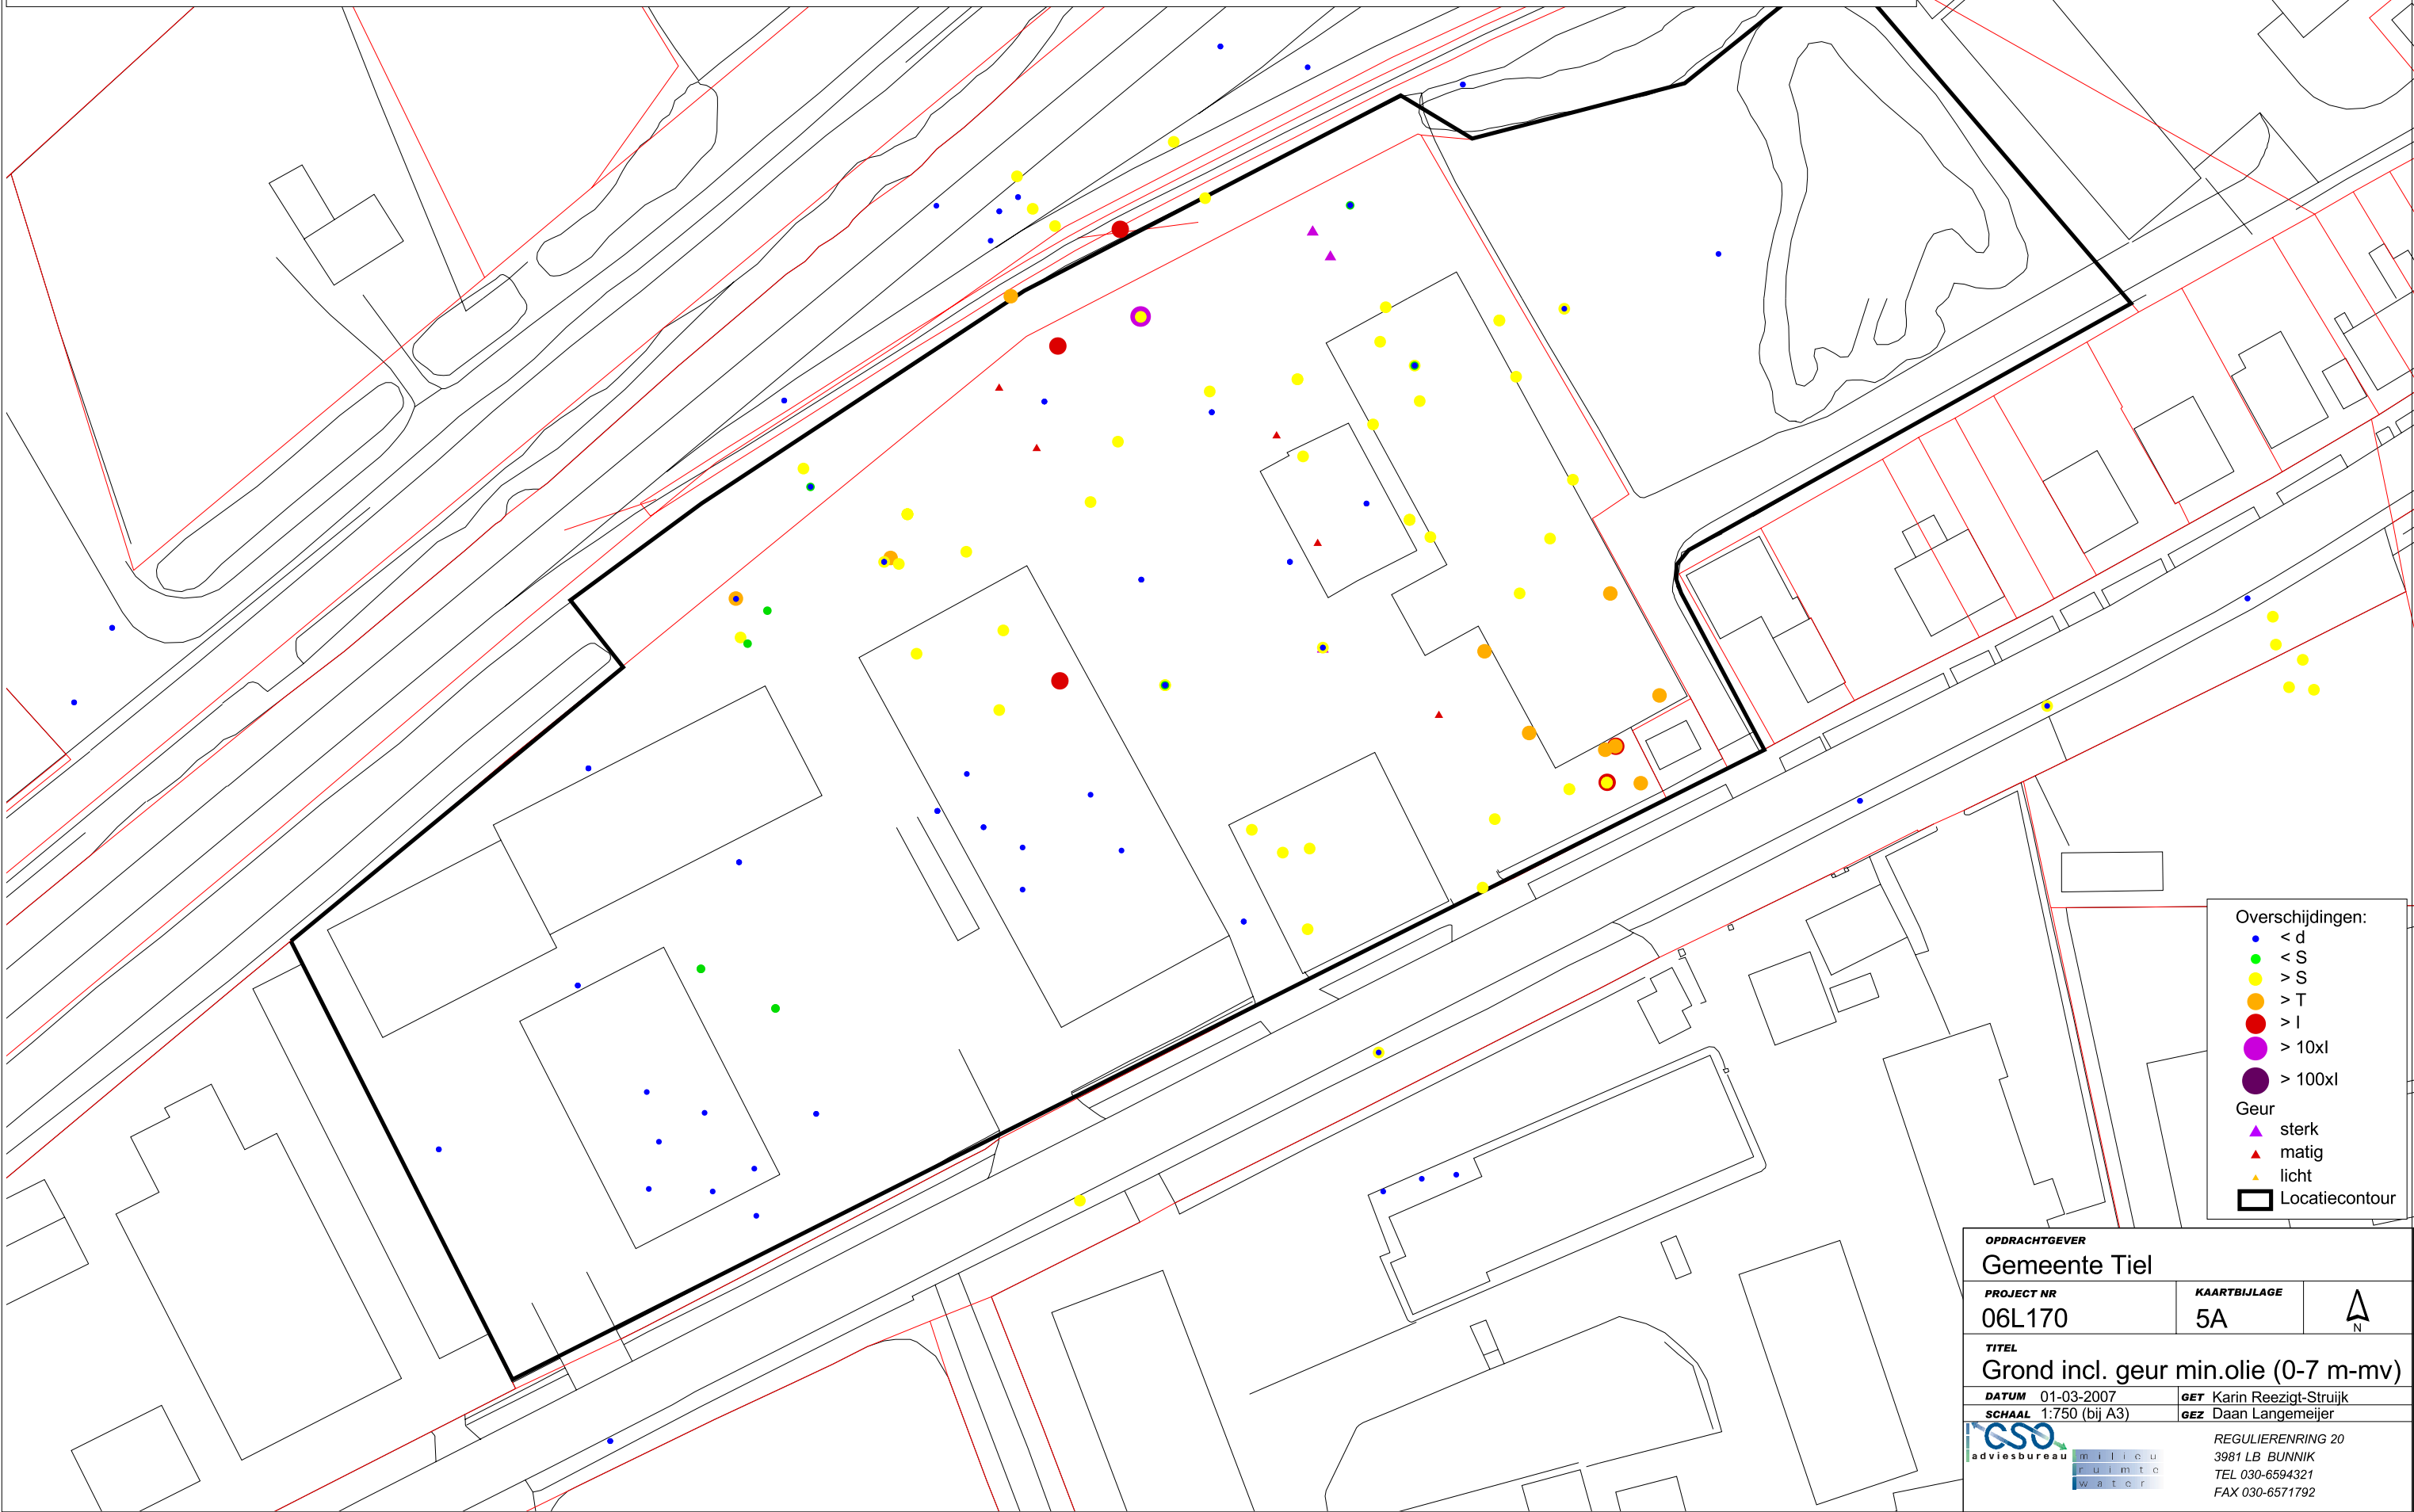 Overschijdingen:
< d
< S
> S
> T
> I
> 10xI
> 100xI
Geur
sterk
matig
licht
Locatiecontour
OPDRACHTGEVER
Gemeente Tiel
PROJECT NR
06L170
KAARTBIJLAGE
5A
N
TITEL
Grond incl. geur min.olie (0-7 m-mv)
DATUM 01-03-2007
GET Karin Reezigt-Struijk
SCHAAL 1:750 (bij A3)
GEZ Daan Langemeijer
CSO
adviesbureau
milieu
ruimte
water
REGULIERENRING 20
3981 LB BUNNIK
TEL 030-6594321
FAX 030-6571792